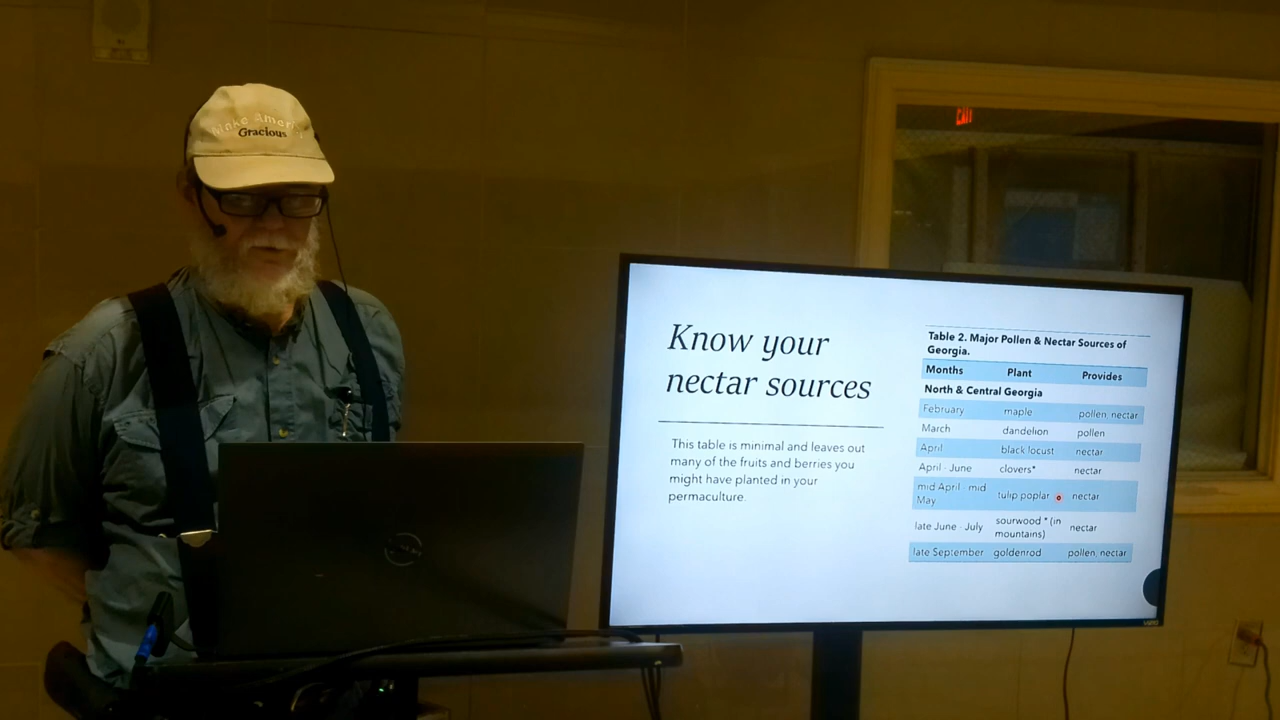 Make Ameri
Gracious
EXIT
Know your
nectar sources
This table is minimal and leaves out
many of the fruits and berries you
might have planted in your
permaculture.
Table 2. Major Pollen & Nectar Sources of
Georgia.
Months Plant Provides
North & Central Georgia
February maple pollen, nectar
March dandelion pollen
April black locust nectar
April - June clovers* nectar
mid April - mid
May tulip poplar nectar
late June - July sourwood * (in
mountains) nectar
late September goldenrod pollen, nectar
DELL
VIZIO